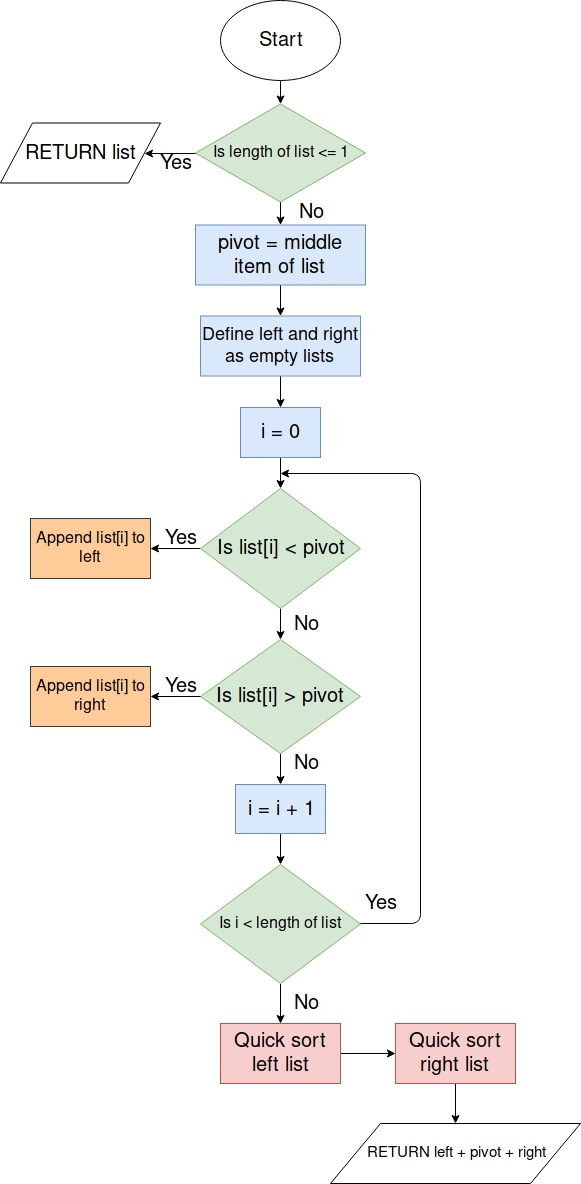 Start
Is length of list <= 1
Yes
RETURN list
No
pivot = middle
item of list
Define left and right
as empty lists
i = 0
Is list[i] < pivot
Yes
Append list[i] to
left
No
Is list[i] > pivot
Yes
Append list[i] to
right
No
i = i + 1
Is i < length of list
Yes
No
Quick sort
left list
Quick sort
right list
RETURN left + pivot + right